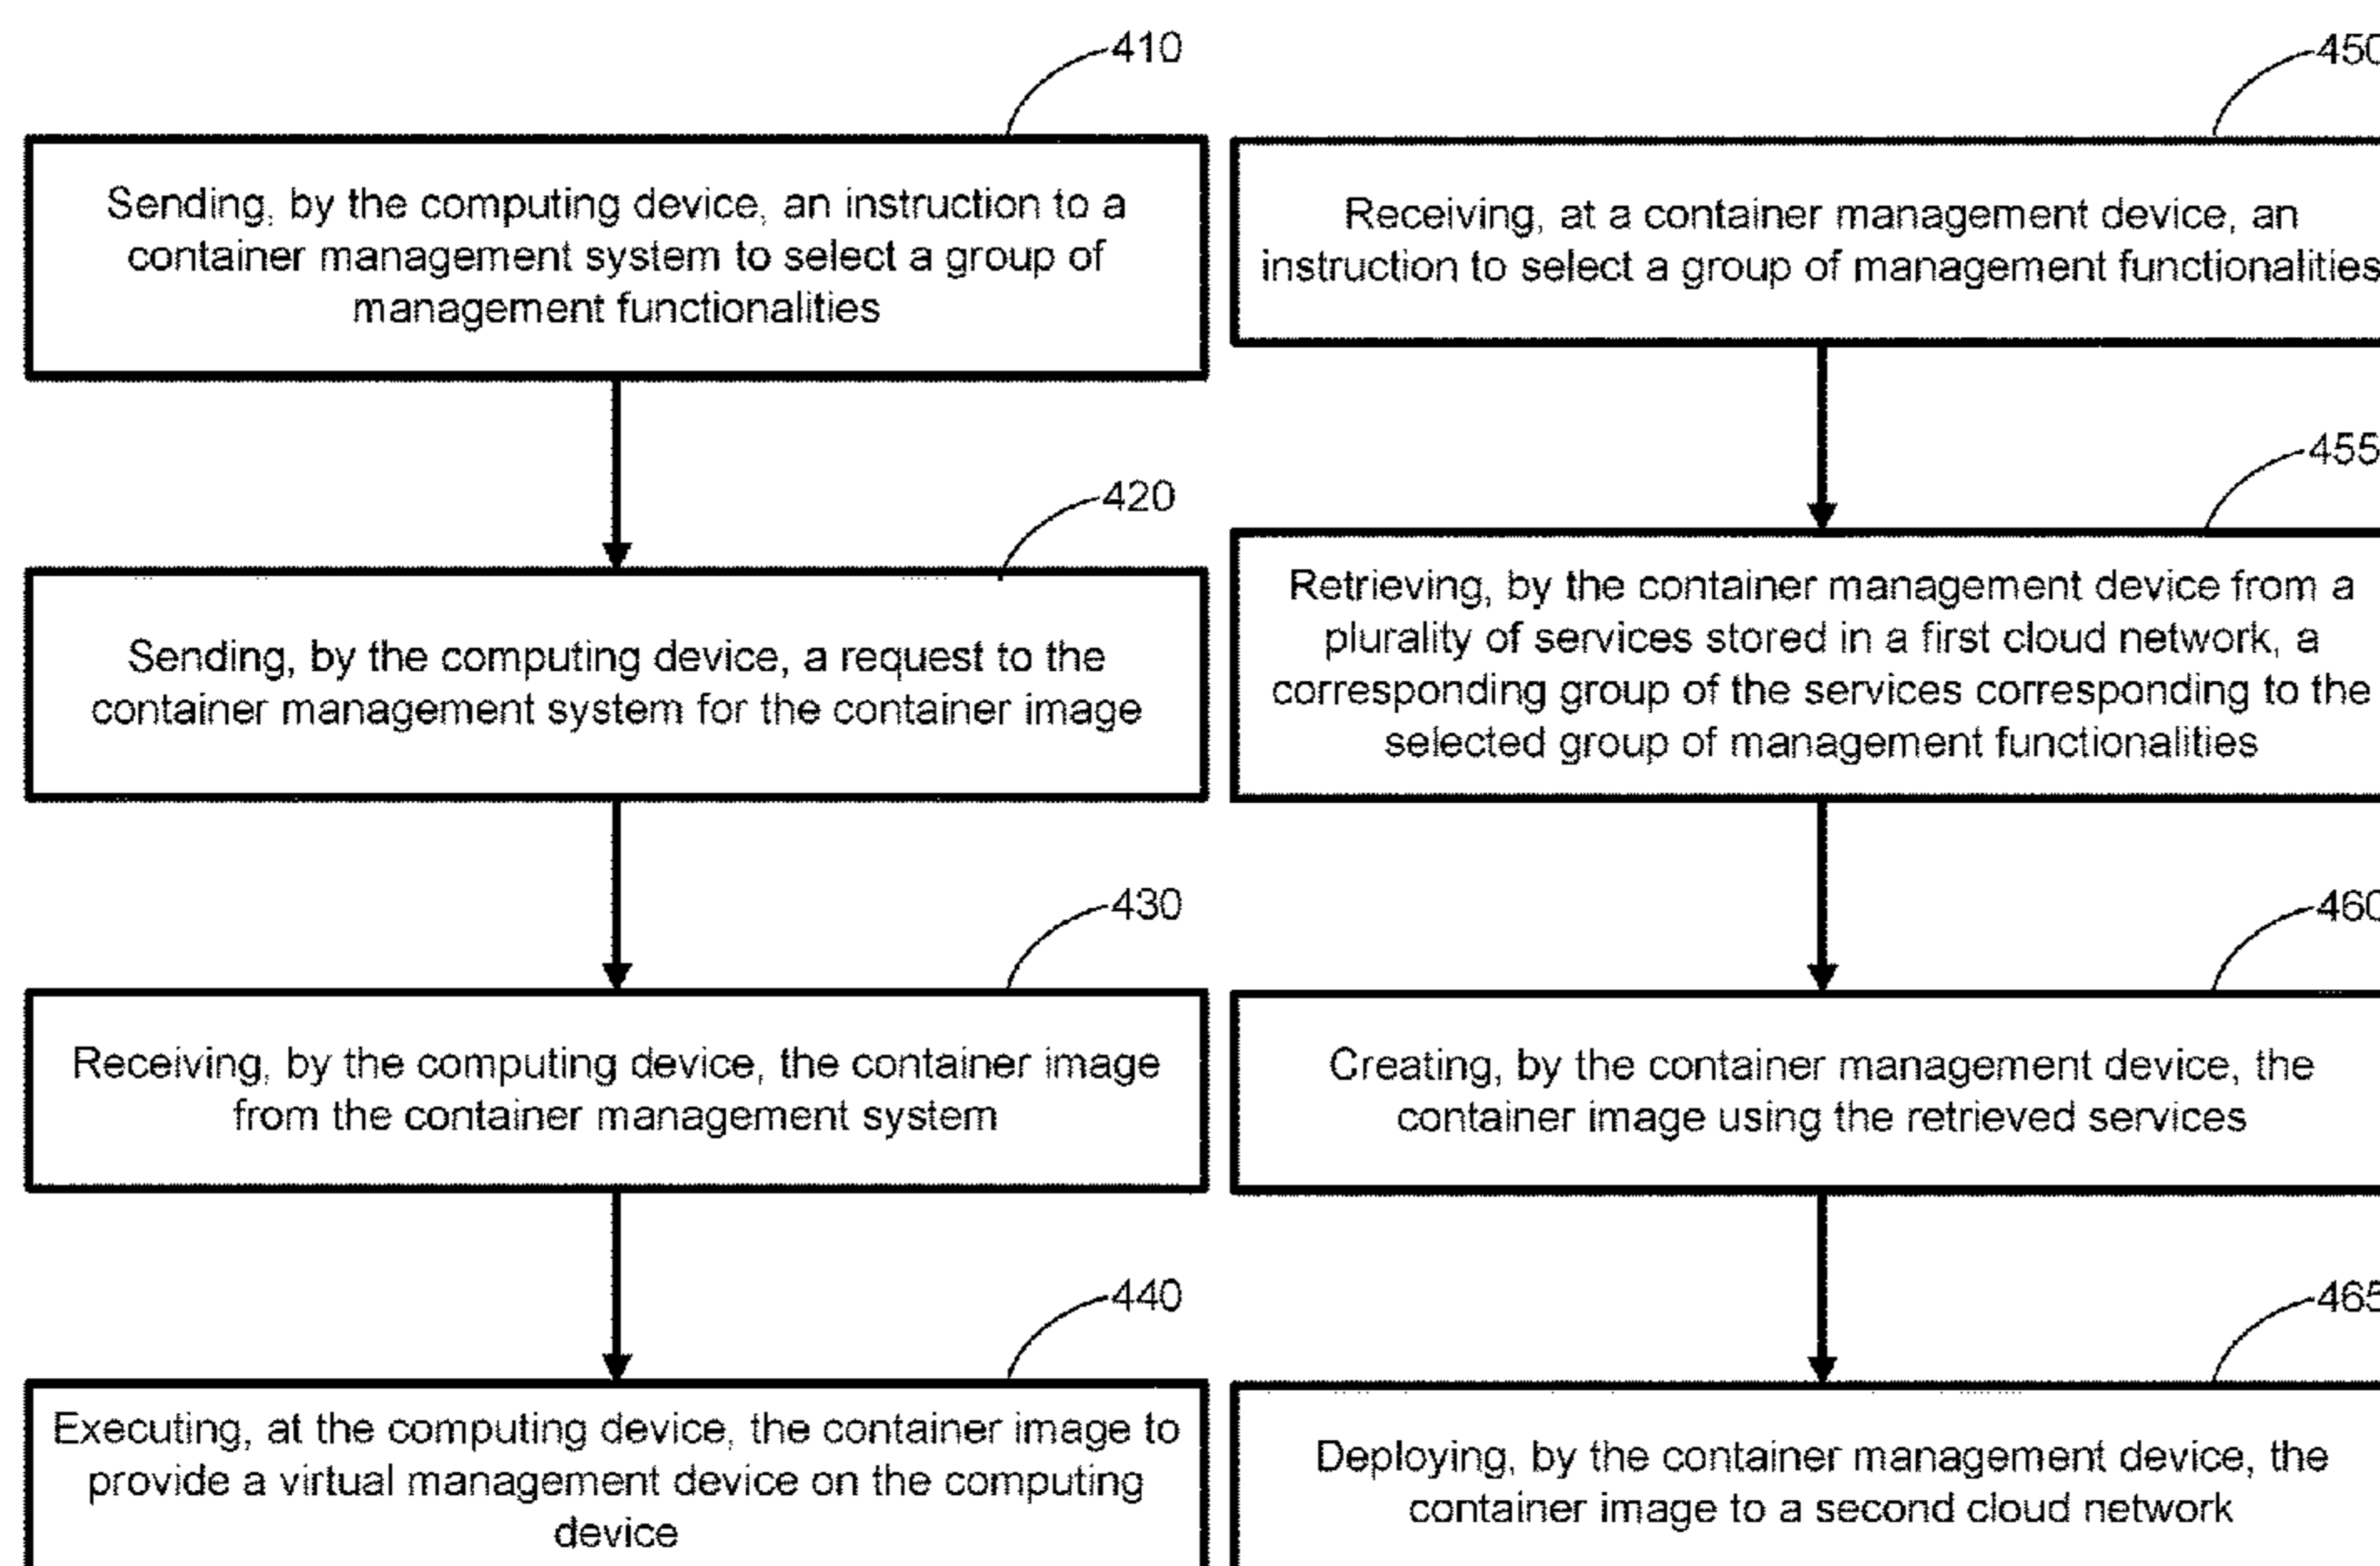 410
Sending, by the computing device, an instruction to a
container management system to select a group of
management functionalities
420
Sending, by the computing device, a request to the
container management system for the container image
430
Receiving, by the computing device, the container image
from the container management system
440
Executing, at the computing device, the container image to
provide a virtual management device on the computing
device
450
Receiving, at a container management device, an
instruction to select a group of management functionalities
455
Retrieving, by the container management device from a
plurality of services stored in a first cloud network, a
corresponding group of the services corresponding to the
selected group of management functionalities
460
Creating, by the container management device, the
container image using the retrieved services
465
Deploying, by the container management device, the
container image to a second cloud network